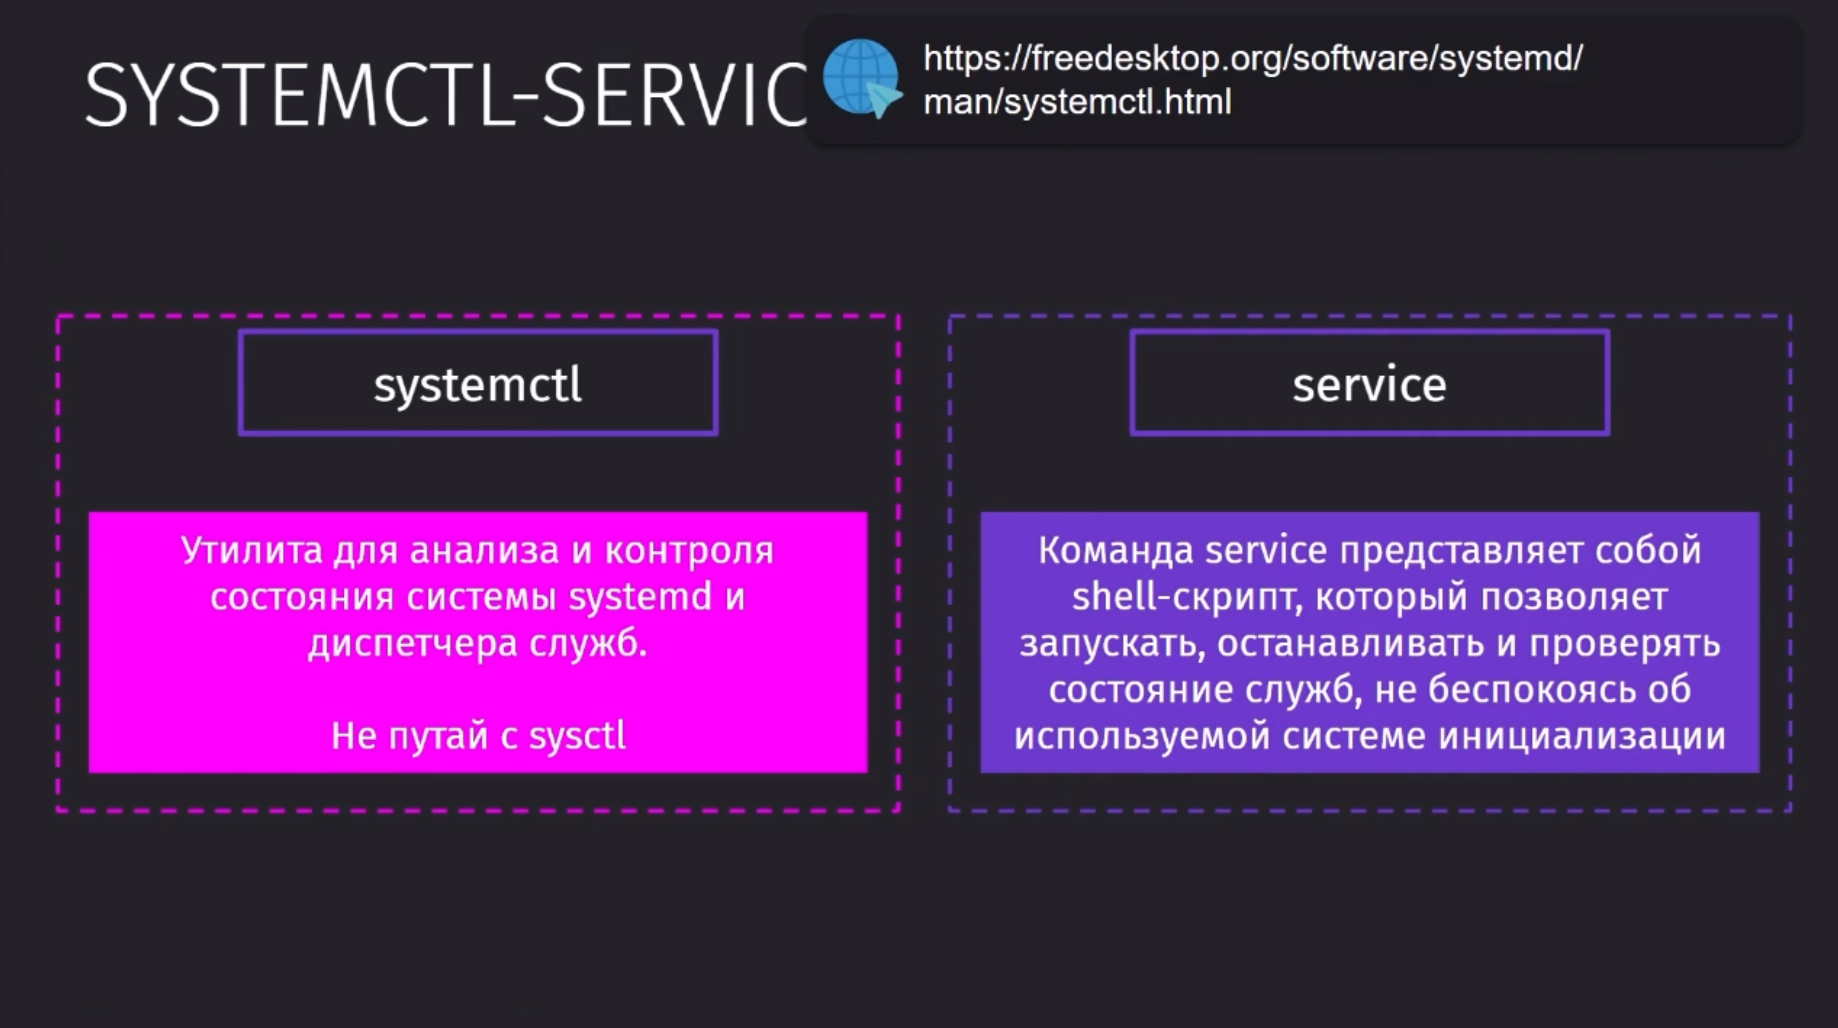 SYSTEMCTL-SERVIC
https://freedesktop.org/software/systemd/
man/systemctl.html
systemctl
Утилита для анализа и контроля
состояния системы systemd и
диспетчера служб.
Не путай с sysctl
service
Команда service представляет собой
shell-скрипт, который позволяет
запускать, останавливать и проверять
состояние служб, не беспокоясь об
используемой системе инициализации